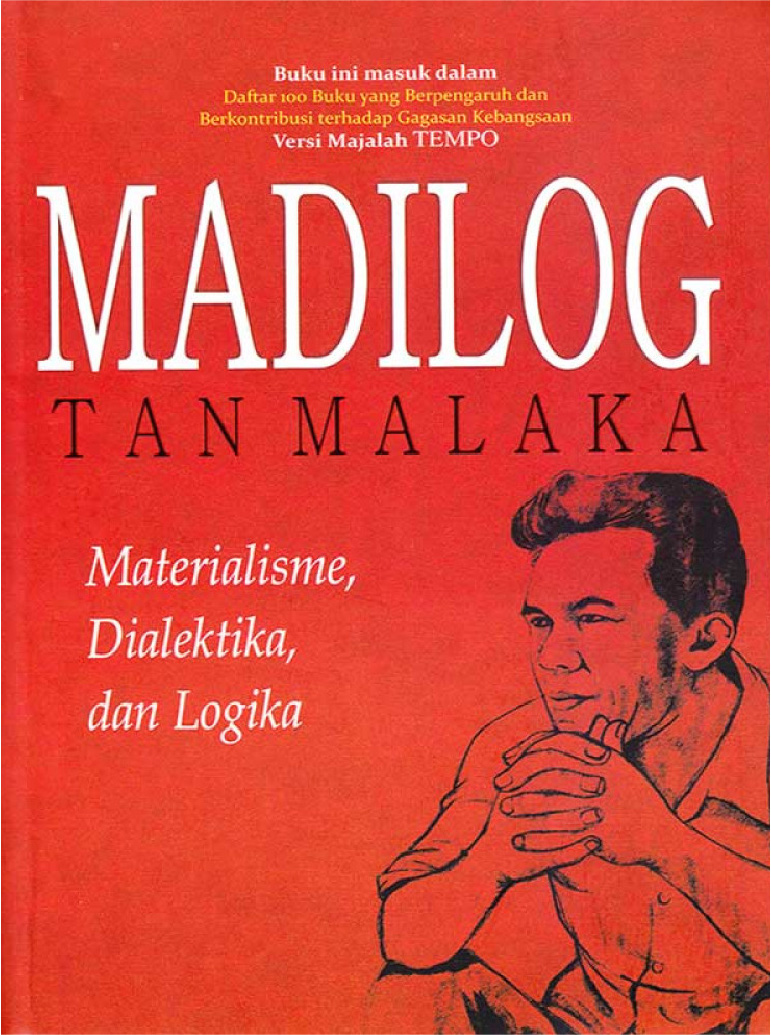 Buku ini masuk dalam
Daftar 100 Buku yang Berpengaruh dan
Berkontribusi terhadap Gagasan Kebangsaan
Versi Majalah TEMPO
MADILOG
TAN MALAKA
Materialisme,
Dialektika,
dan Logika